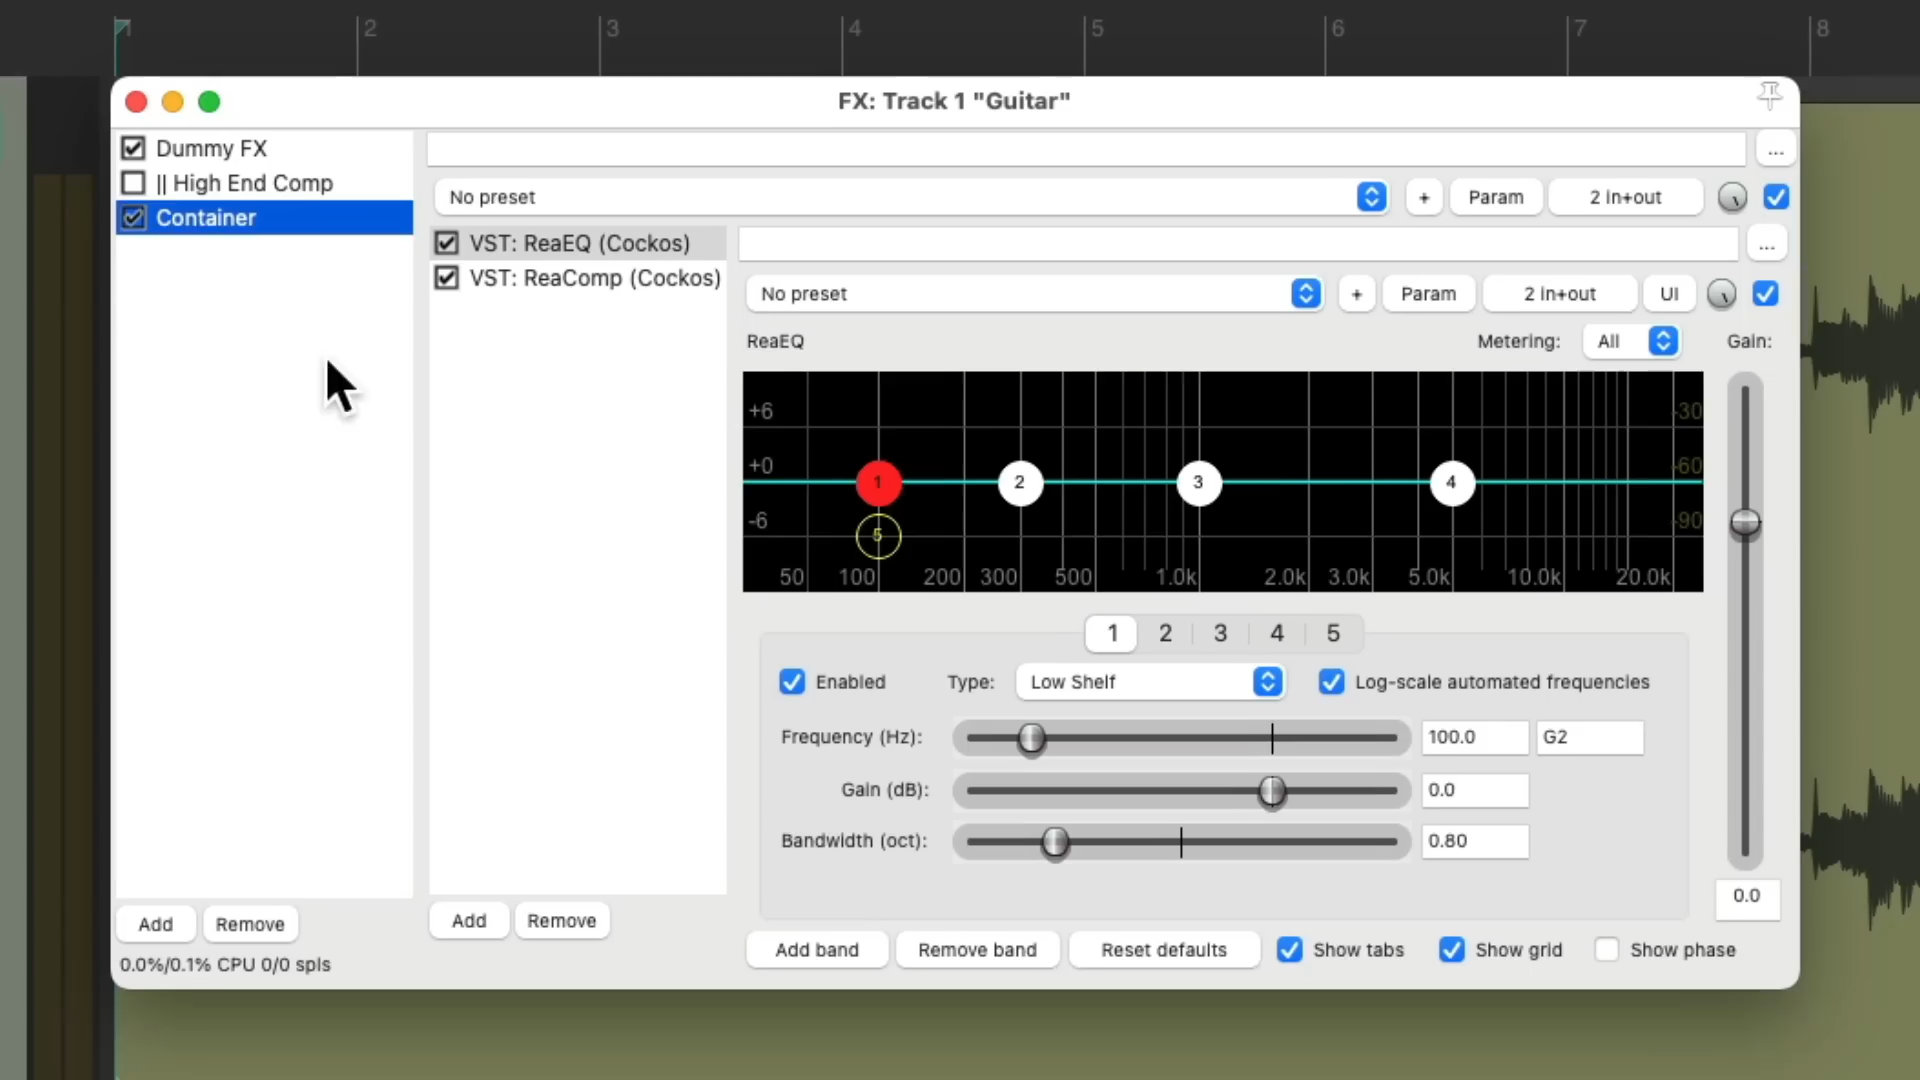 1 2 3 4 5 6 7 8
FX: Track 1 "Guitar"
Dummy FX
|| High End Comp
Container
...
No preset
+
Param
2 in+out
VST: ReaEQ (Cockos)
VST: ReaComp (Cockos)
...
No preset
+
Param
2 in+out
UI
ReaEQ
Metering:
All
Gain:
+6 -30
+0 1 2 3 4 -60
-6 5 -90
50 100 200 300 500 1.0k 2.0k 3.0k 5.0k 10.0k 20.0k
1 2 3 4 5
Enabled
Type:
Low Shelf
Log-scale automated frequencies
Frequency (Hz):
100.0
G2
Gain (dB):
0.0
Bandwidth (oct):
0.80
0.0
Add
Remove
Add
Remove
Add band
Remove band
Reset defaults
Show tabs
Show grid
Show phase
0.0%/0.1% CPU 0/0 spls